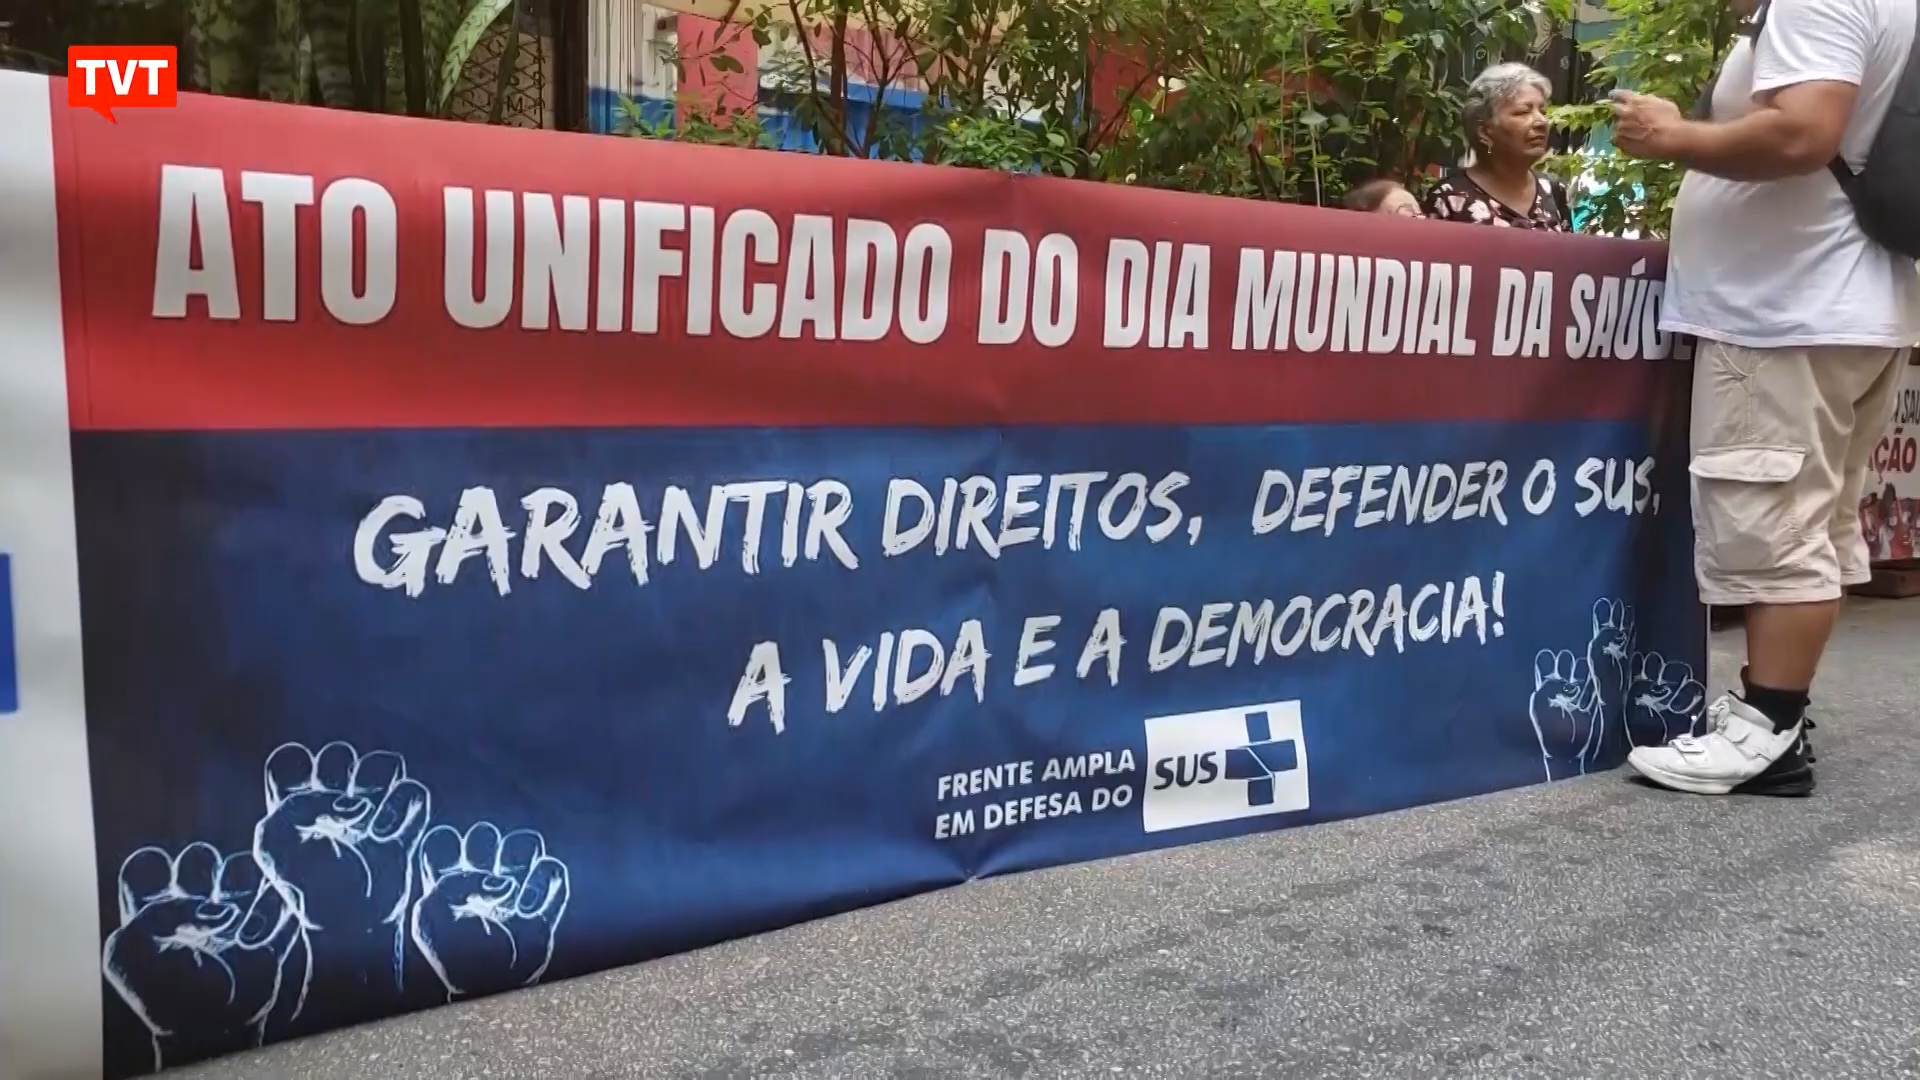 TVT
ATO UNIFICADO DO DIA MUNDIAL DA SAÚDE
GARANTIR DIREITOS, DEFENDER O SUS,
A VIDA E A DEMOCRACIA!
FRENTE AMPLA
EM DEFESA DO
SUS